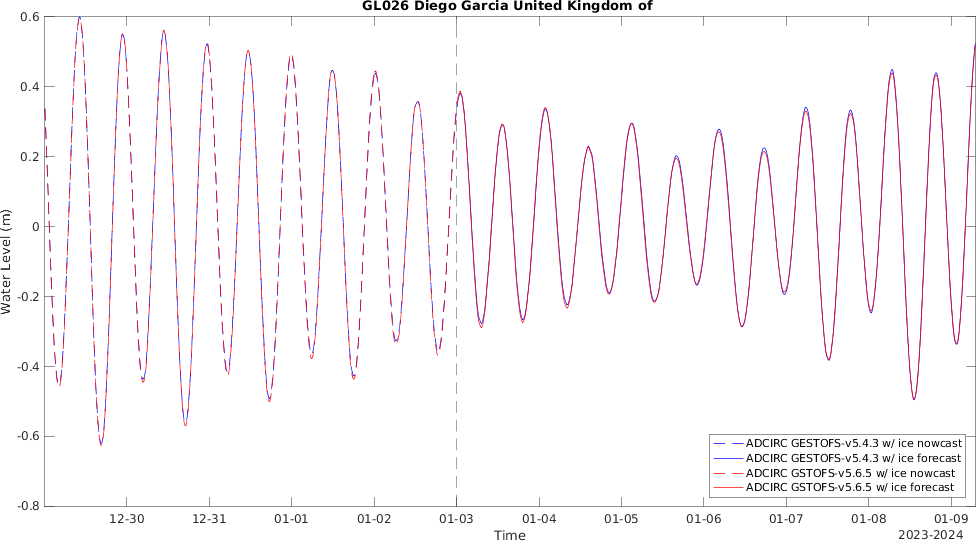 GL026 Diego Garcia United Kingdom of
0.6
0.4
0.2
0
-0.2
-0.4
-0.6
-0.8
Water Level (m)
ADCIRC GESTOFS-v5.4.3 w/ ice nowcast
ADCIRC GESTOFS-v5.4.3 w/ ice forecast
ADCIRC GSTOFS-v5.6.5 w/ ice nowcast
ADCIRC GSTOFS-v5.6.5 w/ ice forecast
12-30 12-31 01-01 01-02 01-03 01-04 01-05 01-06 01-07 01-08 01-09
Time
2023-2024